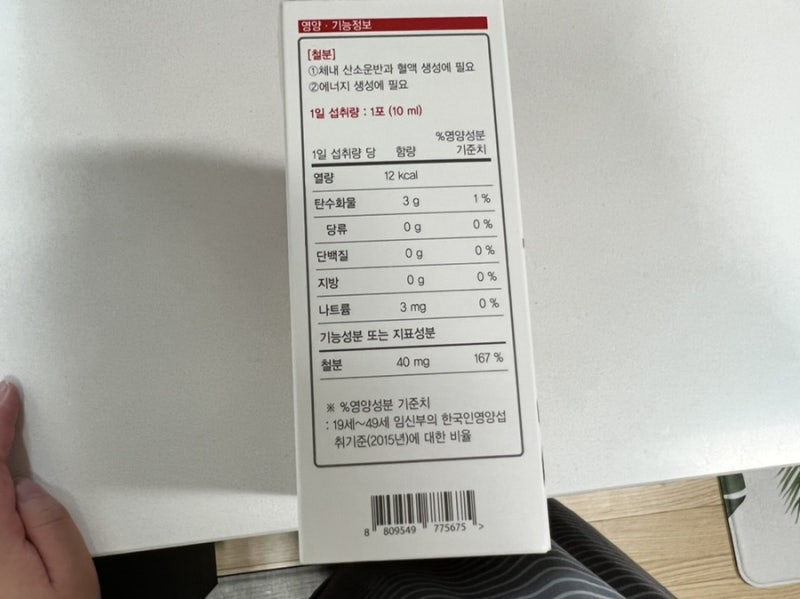 영양 · 기능정보
[철분]
①체내 산소운반과 혈액 생성에 필요
②에너지 생성에 필요
1일 섭취량 : 1포 (10 ml)
1일 섭취량 당 함량 %영양성분 기준치
열량 12 kcal
탄수화물 3 g 1 %
당류 0 g 0 %
단백질 0 g 0 %
지방 0 g 0 %
나트륨 3 mg 0 %
기능성분 또는 지표성분
철분 40 mg 167 %
※ %영양성분 기준치
: 19세~49세 임신부의 한국인영양섭
취기준(2015년)에 대한 비율
8 809549 775675 >